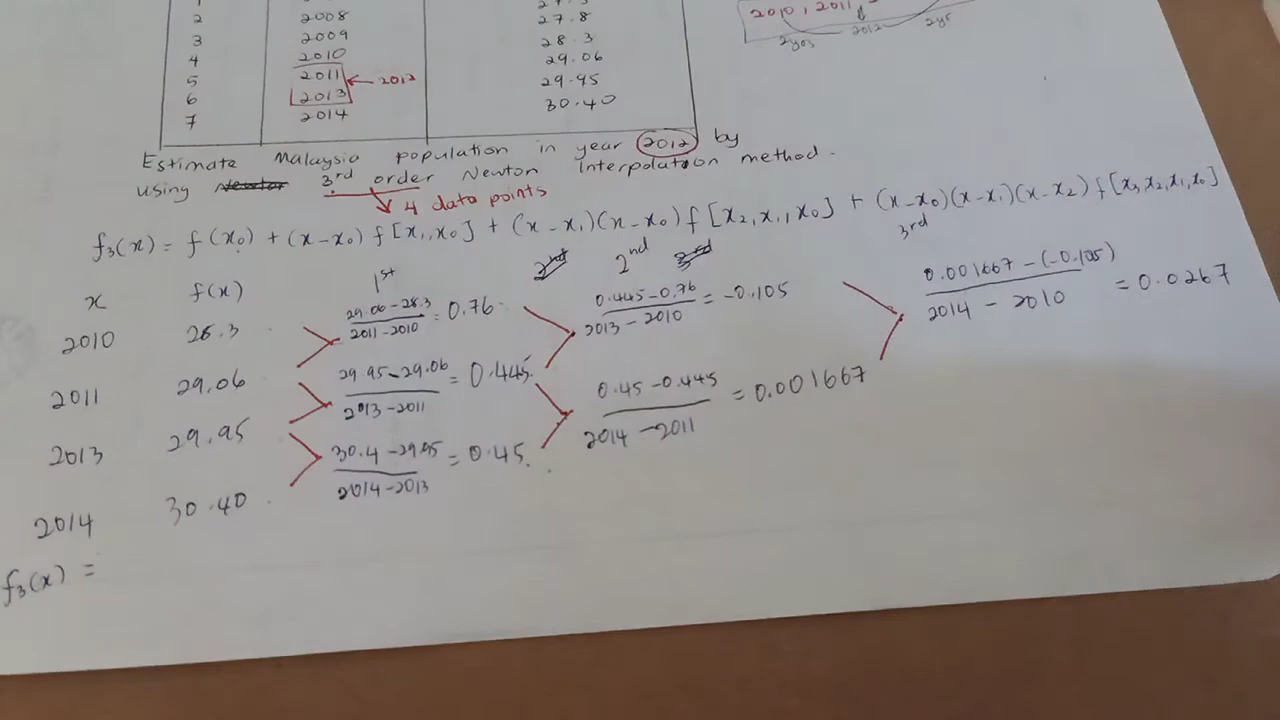 2 2008 27.8
3 2009 28.3
4 2010 29.06
5 2011 ← 2012 29.95
6 2013 30.40
7 2014
2010, 2011
2yrs 2012 2yrs
Estimate Malaysia population in year 2012 by
using Newton 3rd order Newton Interpolation method.
4 data points
f₃(x) = f(x₀) + (x-x₀) f[x₁,x₀] + (x-x₁)(x-x₀) f[x₂,x₁,x₀] + (x-x₀)(x-x₁)(x-x₂) f[x₃,x₂,x₁,x₀]
x f(x) 1st 2nd 2nd 3rd 3rd
2010 28.3 29.06-28.3 / 2011-2010 = 0.76 0.445-0.76 / 2013-2010 = -0.105 0.001667-(-0.105) / 2014-2010 = 0.0267
2011 29.06 29.95-29.06 / 2013-2011 = 0.445 0.45-0.445 / 2014-2011 = 0.001667
2013 29.95 30.4-29.95 / 2014-2013 = 0.45
2014 30.40
f₃(x) =